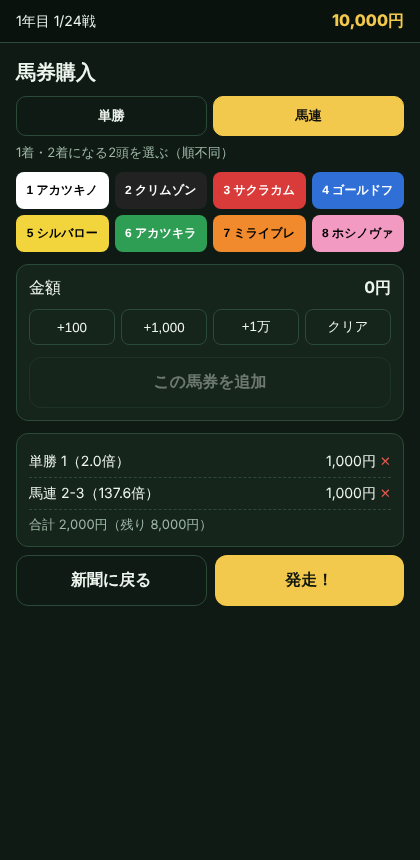 1年目 1/24戦
10,000円
馬券購入
単勝
馬連
1着・2着になる2頭を選ぶ（順不同）
1 アカツキノ
2 クリムゾン
3 サクラカム
4 ゴールドフ
5 シルバロー
6 アカツキラ
7 ミライブレ
8 ホシノヴァ
金額
0円
+100
+1,000
+1万
クリア
この馬券を追加
単勝 1（2.0倍）
1,000円 ×
馬連 2-3（137.6倍）
1,000円 ×
合計 2,000円（残り 8,000円）
新聞に戻る
発走！